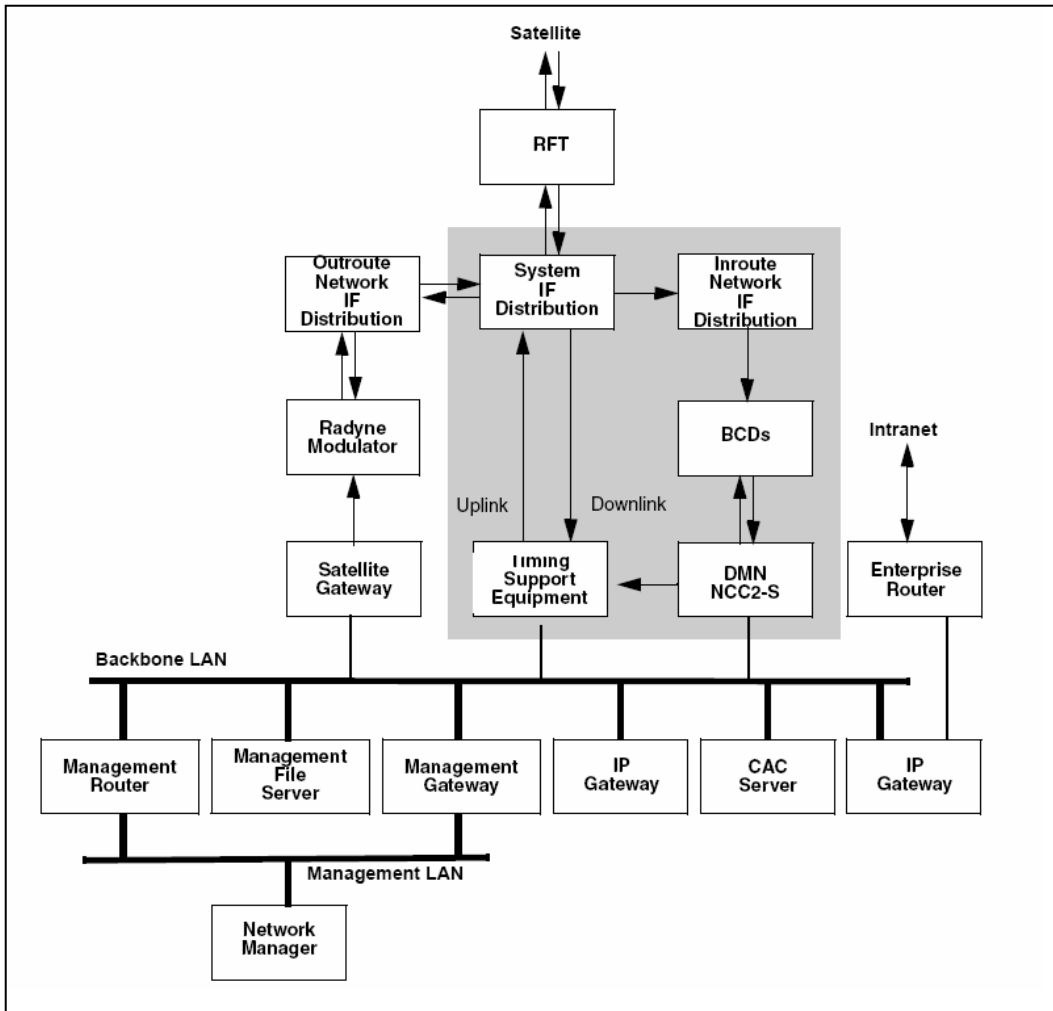 Satellite
RFT
Outroute
Network
IF
Distribution
System
IF
Distribution
Inroute
Network
IF
Distribution
Radyne
Modulator
BCDs
Intranet
Uplink
Downlink
Satellite
Gateway
Timing
Support
Equipment
DMN
NCC2-S
Enterprise
Router
Backbone LAN
Management
Router
Management
File
Server
Management
Gateway
IP
Gateway
CAC
Server
IP
Gateway
Management LAN
Network
Manager